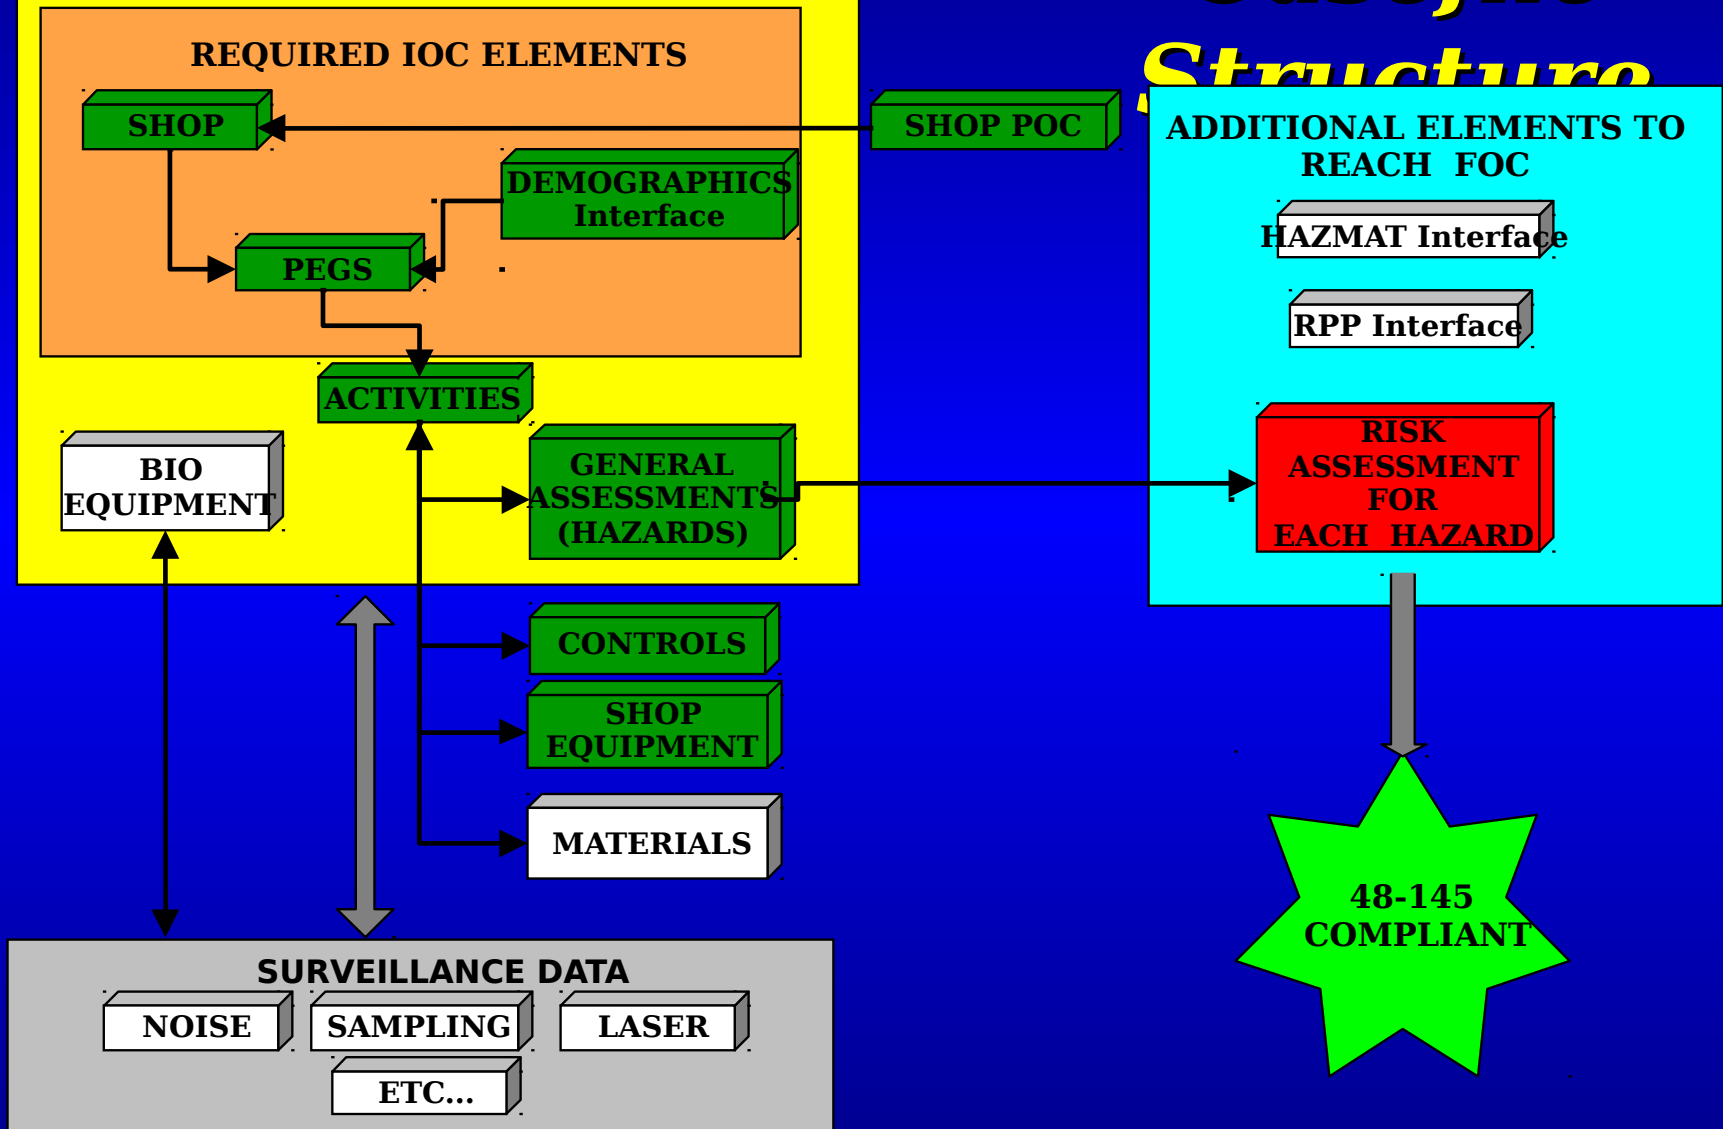 Structure
REQUIRED IOC ELEMENTS
SHOP
SHOP POC
DEMOGRAPHICS
Interface
PEGS
ACTIVITIES
BIO
EQUIPMENT
GENERAL
ASSESSMENTS
(HAZARDS)
CONTROLS
SHOP
EQUIPMENT
MATERIALS
ADDITIONAL ELEMENTS TO
REACH FOC
HAZMAT Interface
RPP Interface
RISK
ASSESSMENT
FOR
EACH HAZARD
48-145
COMPLIANT
SURVEILLANCE DATA
NOISE
SAMPLING
LASER
ETC...